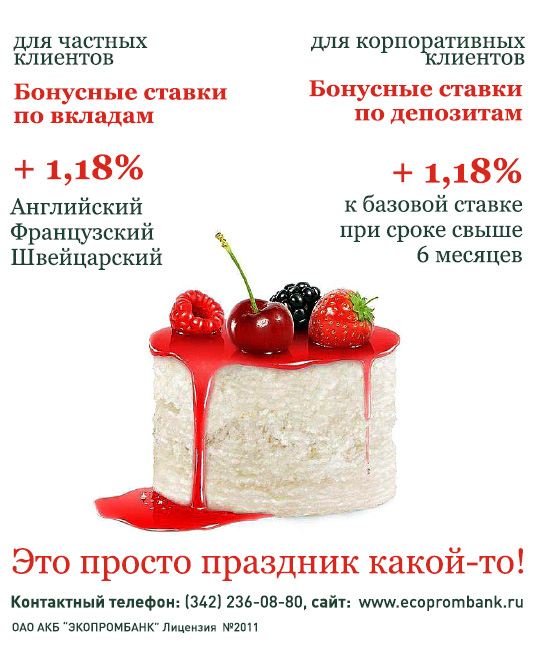 для частных
клиентов
Бонусные ставки
по вкладам
+ 1,18%
Английский
Французский
Швейцарский
для корпоративных
клиентов
Бонусные ставки
по депозитам
+ 1,18%
к базовой ставке
при сроке свыше
6 месяцев
Это просто праздник какой-то!
Контактный телефон: (342) 236-08-80, сайт: www.ecoprombank.ru
ОАО АКБ "ЭКОПРОМБАНК" Лицензия №2011